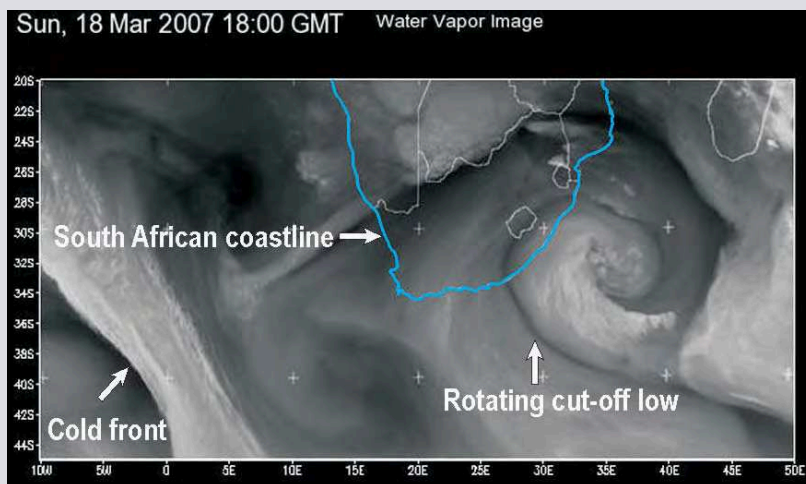 Sun, 18 Mar 2007 18:00 GMT Water Vapor Image
20S
22S
24S
26S
28S
30S
32S
34S
36S
38S
40S
42S
44S
South African coastline
Rotating cut-off low
Cold front
10W 5W 0 5E 10E 15E 20E 25E 30E 35E 40E 45E 50E